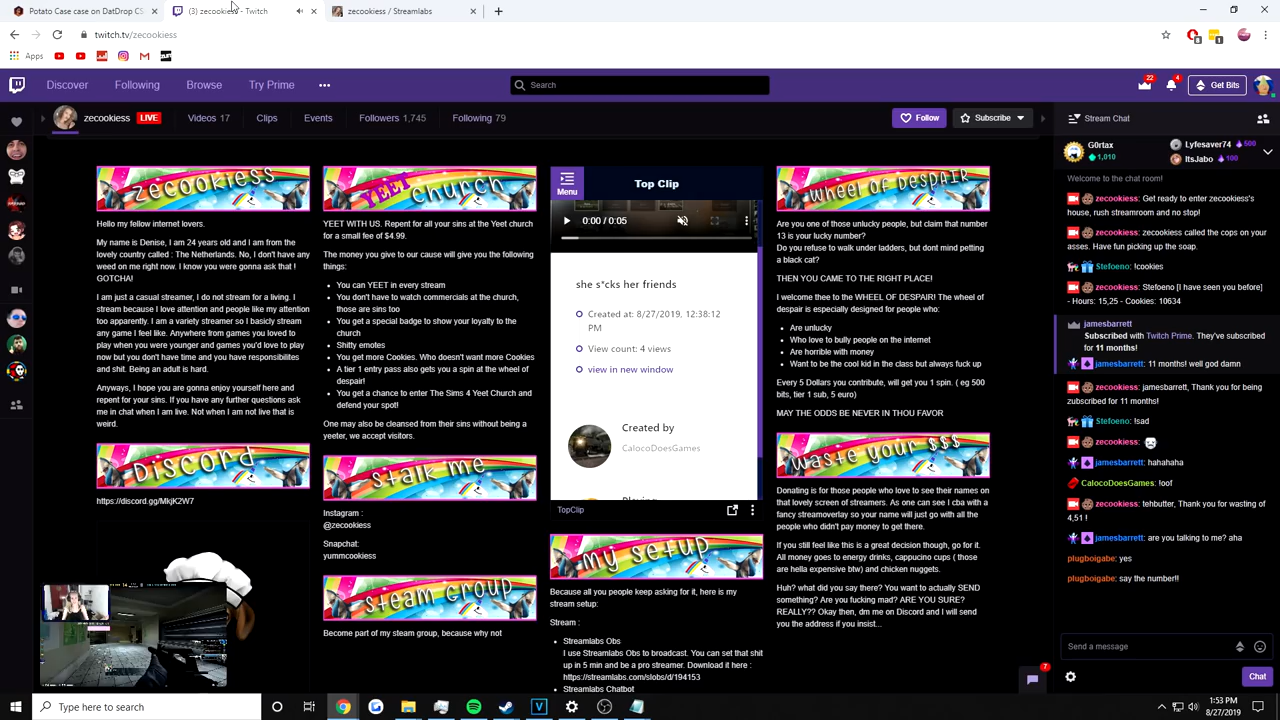 Potato Case case on DatDrop CS
(3) zecookiess - Twitch
zecookiess / Streamlabs
twitch.tv/zecookiess
Apps
Discover
Following
Browse
Try Prime
Search
22
4
Get Bits
zecookiess
LIVE
Videos 17
Clips
Events
Followers 1,745
Following 79
Follow
Subscribe
Stream Chat
zecookiess
Hello my fellow internet lovers.
My name is Denise, I am 24 years old and I am from the
lovely country called : The Netherlands. No, I don't have any
weed on me right now. I know you were gonna ask that !
GOTCHA!
I am just a casual streamer, I do not stream for a living. I
stream because I love attention and people like my attention
too apparently. I am a variety streamer so I basicly stream
any game I feel like. Anywhere from games you loved to
play when you were younger and games you'd love to play
now but you don't have time and you have responsibilites
and shit. Being an adult is hard.
Anyways, I hope you are gonna enjoy yourself here and
repent for your sins. If you have any further questions ask
me in chat when I am live. Not when I am not live that is
weird.
Discord
https://discord.gg/MkjK2W7
YEET church
YEET WITH US. Repent for all your sins at the Yeet church
for a small fee of $4.99.
The money you give to our cause will give you the following
things:
You can YEET in every stream
You don't have to watch commercials at the church,
those are sins too
You get a special badge to show your loyalty to the
church
Shitty emotes
You get more Cookies. Who doesn't want more Cookies
A tier 1 entry pass also gets you a spin at the wheel of
despair!
You get a chance to enter The Sims 4 Yeet Church and
defend your spot!
One may also be cleansed from their sins without being a
yeeter, we accept visitors.
stalk me
Instagram :
@zecookiess
Snapchat:
yummcookiess
steam group
Become part of my steam group, because why not
Menu
Top Clip
0:00 / 0:05
she s*cks her friends
Created at: 8/27/2019, 12:38:12
PM
View count: 4 views
view in new window
Created by
CalocoDoesGames
TopClip
my setup
Because all you people keep asking for it, here is my
stream setup:
Stream :
Streamlabs Obs
I use Streamlabs Obs to broadcast. You can set that shit
up in 5 min and be a pro streamer. Download it here :
https://streamlabs.com/slobs/d/194153
Streamlabs Chatbot
wheel of DESPAIR
Are you one of those unlucky people, but claim that number
13 is your lucky number?
Do you refuse to walk under ladders, but dont mind petting
a black cat?
THEN YOU CAME TO THE RIGHT PLACE!
I welcome thee to the WHEEL OF DESPAIR! The wheel of
despair is especially designed for people who:
Are unlucky
Who love to bully people on the internet
Are horrible with money
Want to be the cool kid in the class but always fuck up
Every 5 Dollars you contribute, will get you 1 spin. ( eg 500
bits, tier 1 sub, 5 euro)
MAY THE ODDS BE NEVER IN THOU FAVOR
waste your $$$
Donating is for those people who love to see their names on
that lovely screen of streamers. As one can see I cba with a
fancy streamoverlay so your name will just go with all the
people who didn't pay money to get there.
If you still feel like this is a great decision though, go for it.
All money goes to energy drinks, cappucino cups ( those
are hella expensive btw) and chicken nuggets.
Huh? what did you say there? You want to actually SEND
something? Are you fucking mad? ARE YOU SURE?
REALLY?? Okay then, dm me on Discord and I will send
you the address if you insist...
G0rtax
1,010
Lyfesaver74 500
ItsJabo 100
Welcome to the chat room!
zecookiess: Get ready to enter zecookiess's
house, rush streamroom and no stop!
zecookiess: zecookiess called the cops on your
asses. Have fun picking up the soap.
Stefoeno: !cookies
zecookiess: Stefoeno [I have seen you before]
- Hours: 15,25 - Cookies: 10634
jamesbarrett
Subscribed with Twitch Prime. They've subscribed
for 11 months!
jamesbarrett: 11 months! well god damn
zecookiess: jamesbarrett, Thank you for being
zubscribed for 11 months!
Stefoeno: !sad
zecookiess:
jamesbarrett: hahahaha
CalocoDoesGames: !oof
zecookiess: tehbutter, Thank you for wasting of
4,51 !
jamesbarrett: are you talking to me? aha
plugboigabe: yes
plugboigabe: say the number!!
Send a message
7
Chat
Type here to search
1:53 PM
8/27/2019